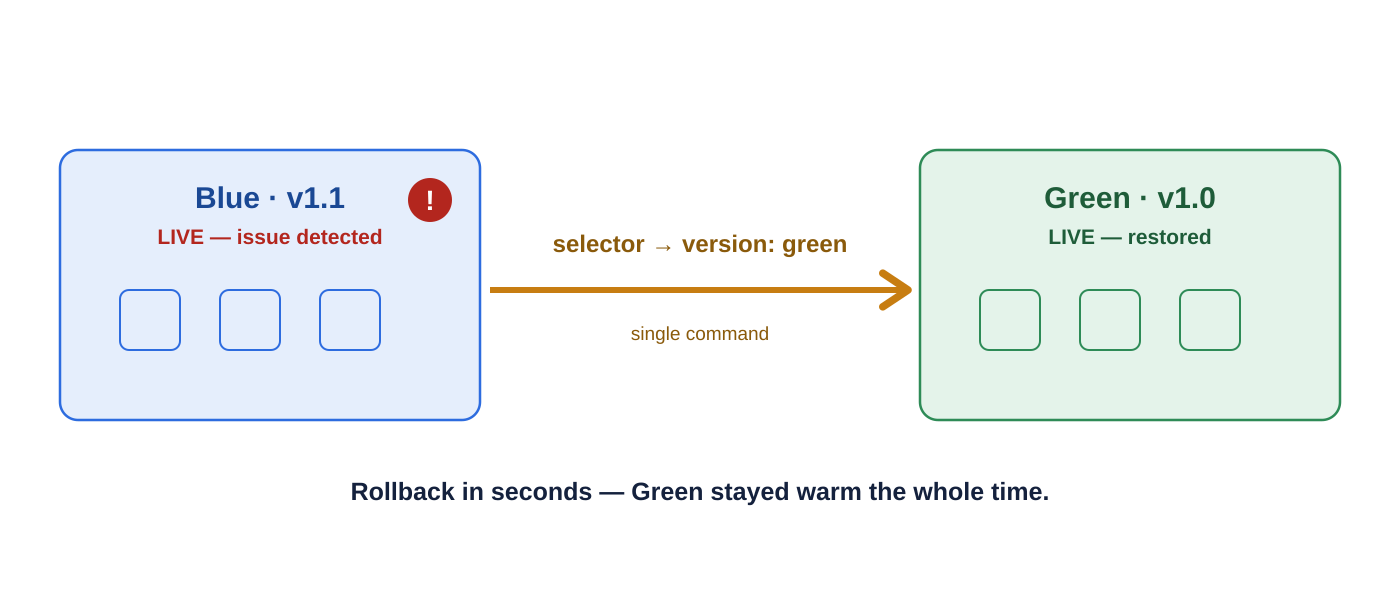 Blue · v1.1
!
LIVE — issue detected
selector → version: green
single command
Green · v1.0
LIVE — restored
Rollback in seconds — Green stayed warm the whole time.